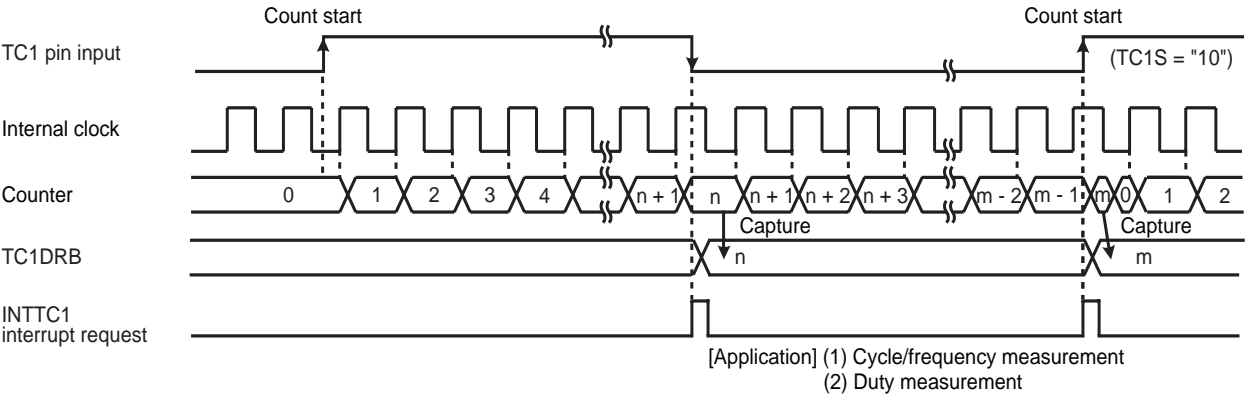 Count start Count start
TC1 pin input
(TC1S = "10")
Internal clock
Counter 0 1 2 3 4 n + 1 n n + 1 n + 2 n + 3 m - 2 m - 1 m 0 1 2
Capture Capture
TC1DRB n m
INTTC1
interrupt request
[Application] (1) Cycle/frequency measurement
(2) Duty measurement